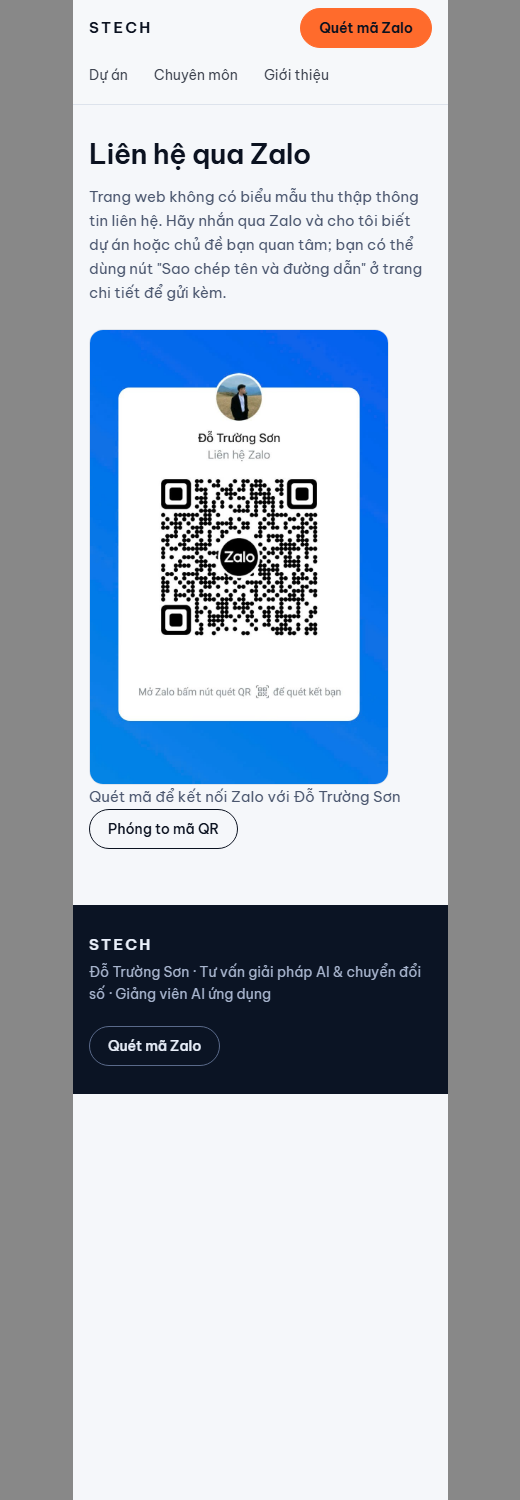 STECH
Quét mã Zalo
Dự án
Chuyên môn
Giới thiệu
Liên hệ qua Zalo
Trang web không có biểu mẫu thu thập thông
tin liên hệ. Hãy nhắn qua Zalo và cho tôi biết
dự án hoặc chủ đề bạn quan tâm; bạn có thể
dùng nút "Sao chép tên và đường dẫn" ở trang
chi tiết để gửi kèm.
Đỗ Trường Sơn
Liên hệ Zalo
Zalo
Mở Zalo bấm nút quét QR để quét kết bạn
Quét mã để kết nối Zalo với Đỗ Trường Sơn
Phóng to mã QR
STECH
Đỗ Trường Sơn · Tư vấn giải pháp AI & chuyển đổi
số · Giảng viên AI ứng dụng
Quét mã Zalo